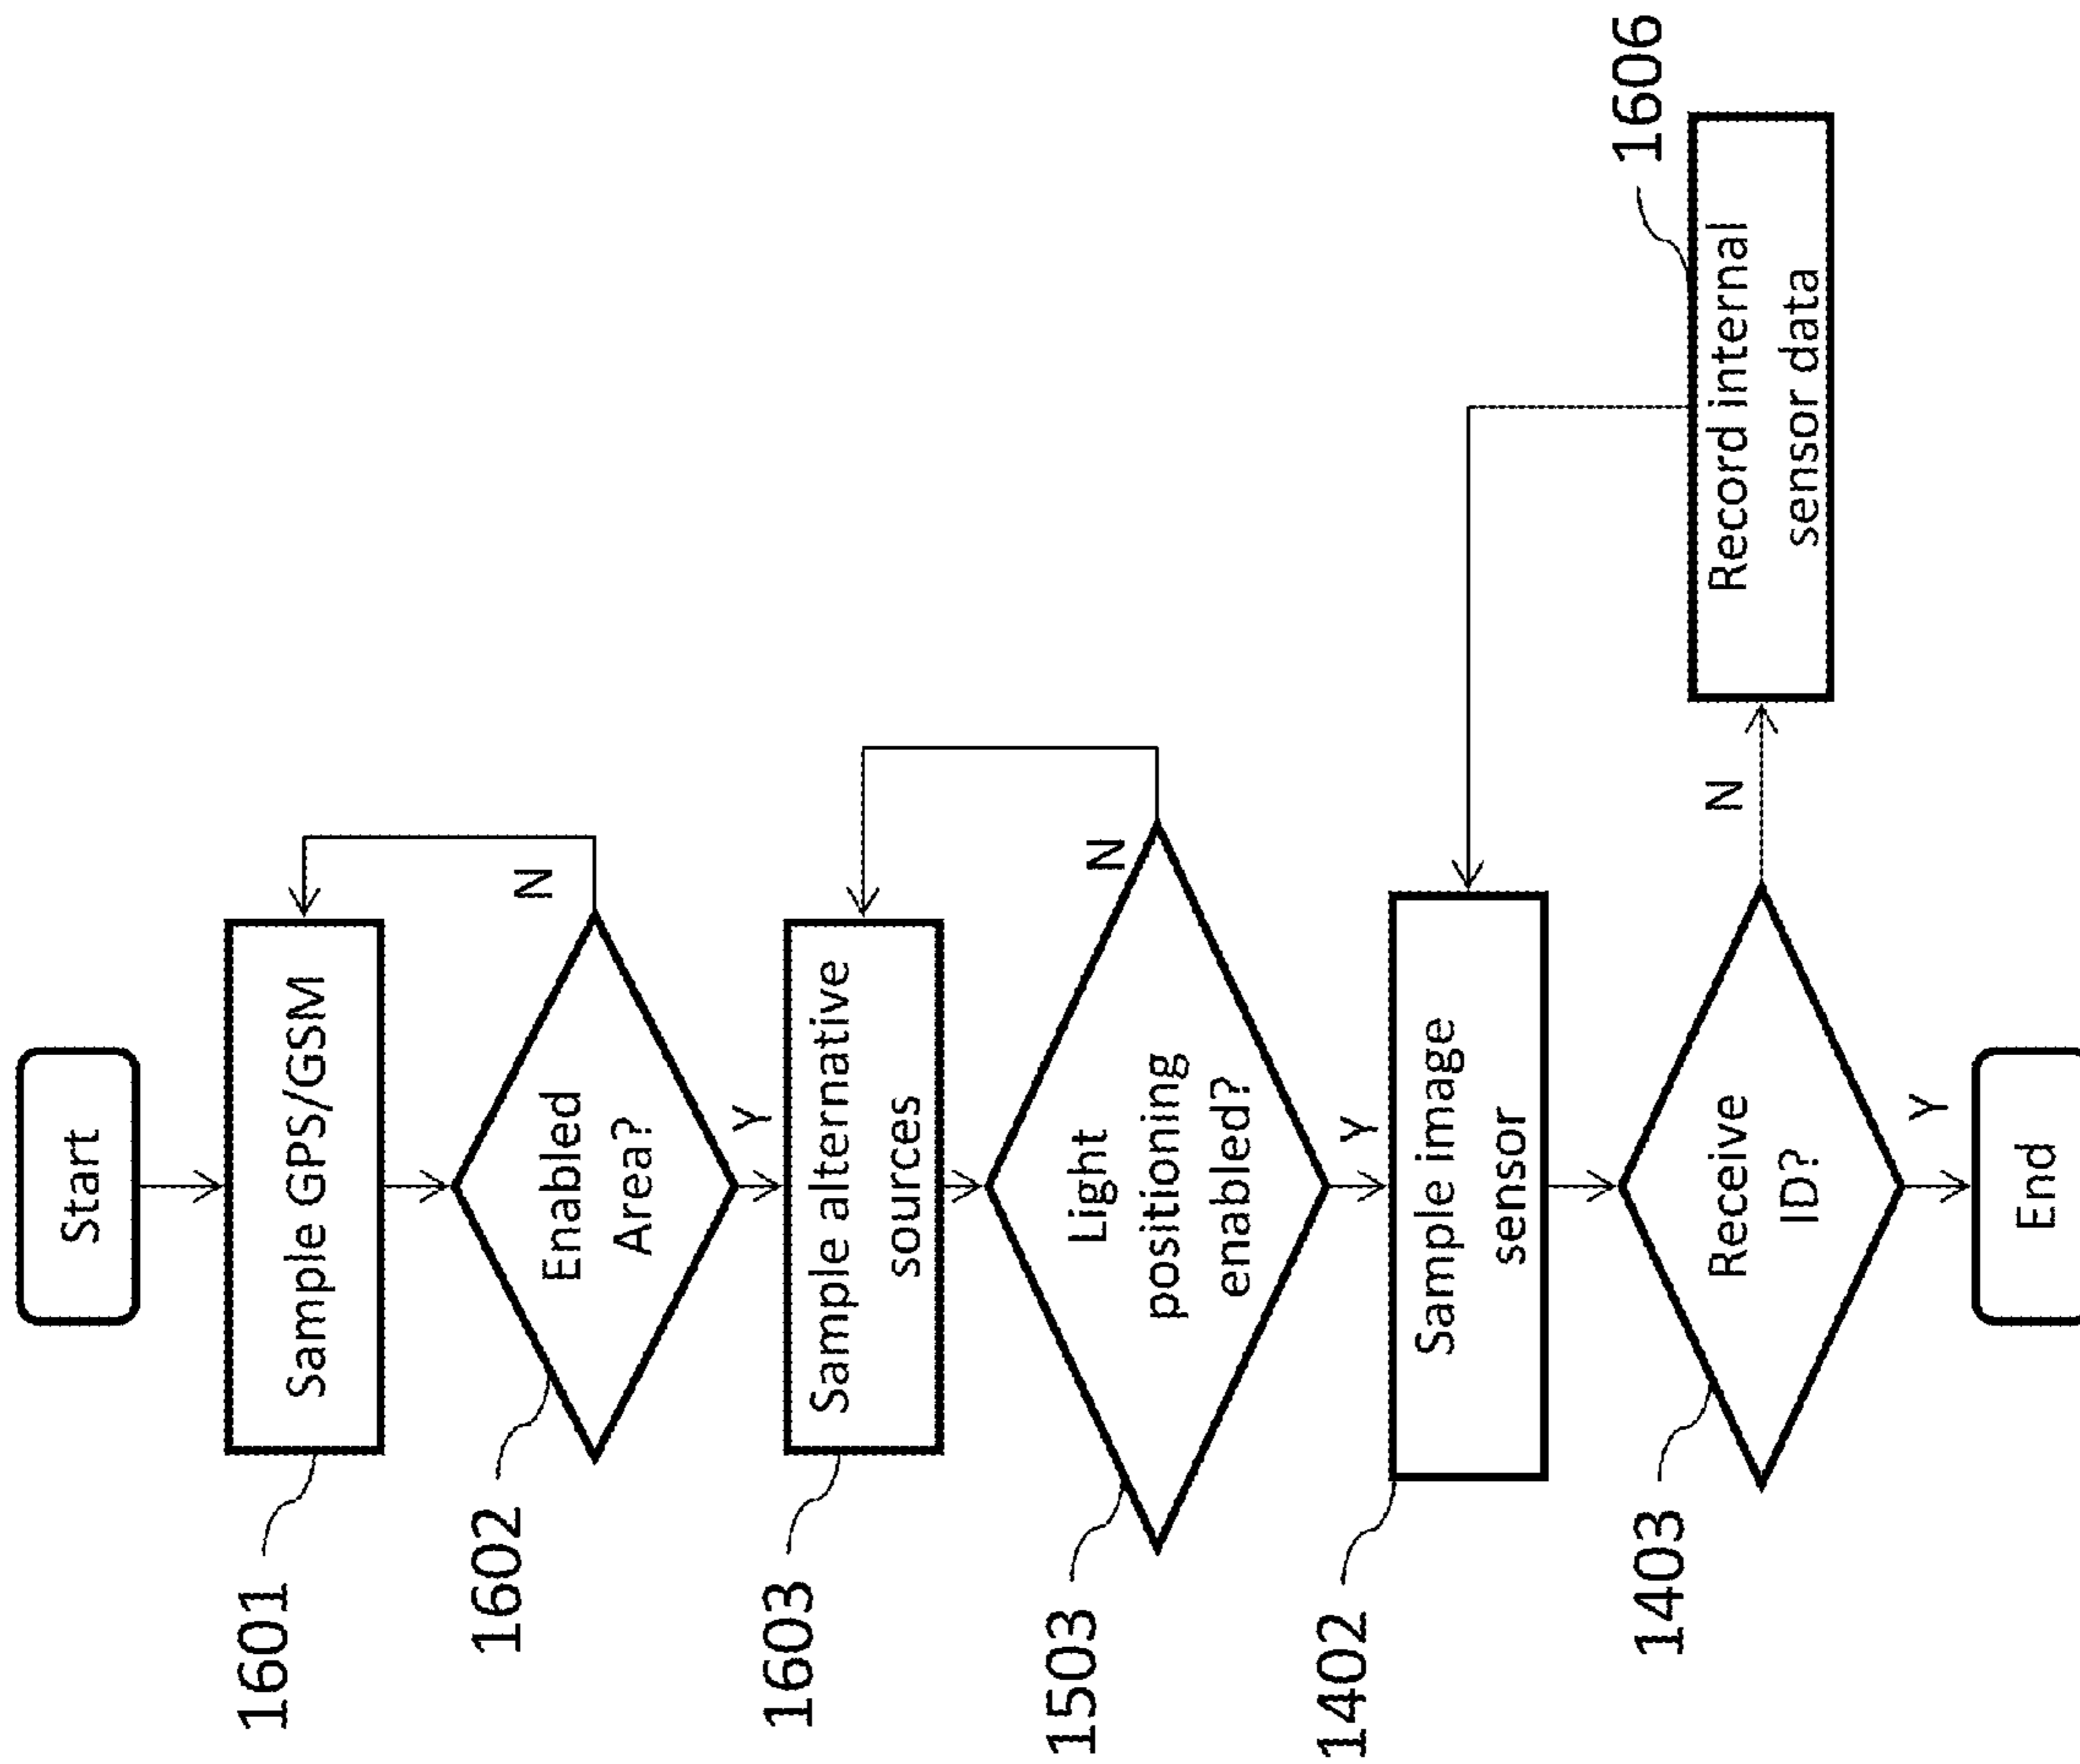 Start
1601
Sample GPS/GSM
1602
Enabled
Area?
N
Y
1603
Sample alternative
sources
1503
Light
positioning
enabled?
N
Y
1402
Sample image
sensor
1403
Receive
ID?
N
1606
Record internal
sensor data
Y
End